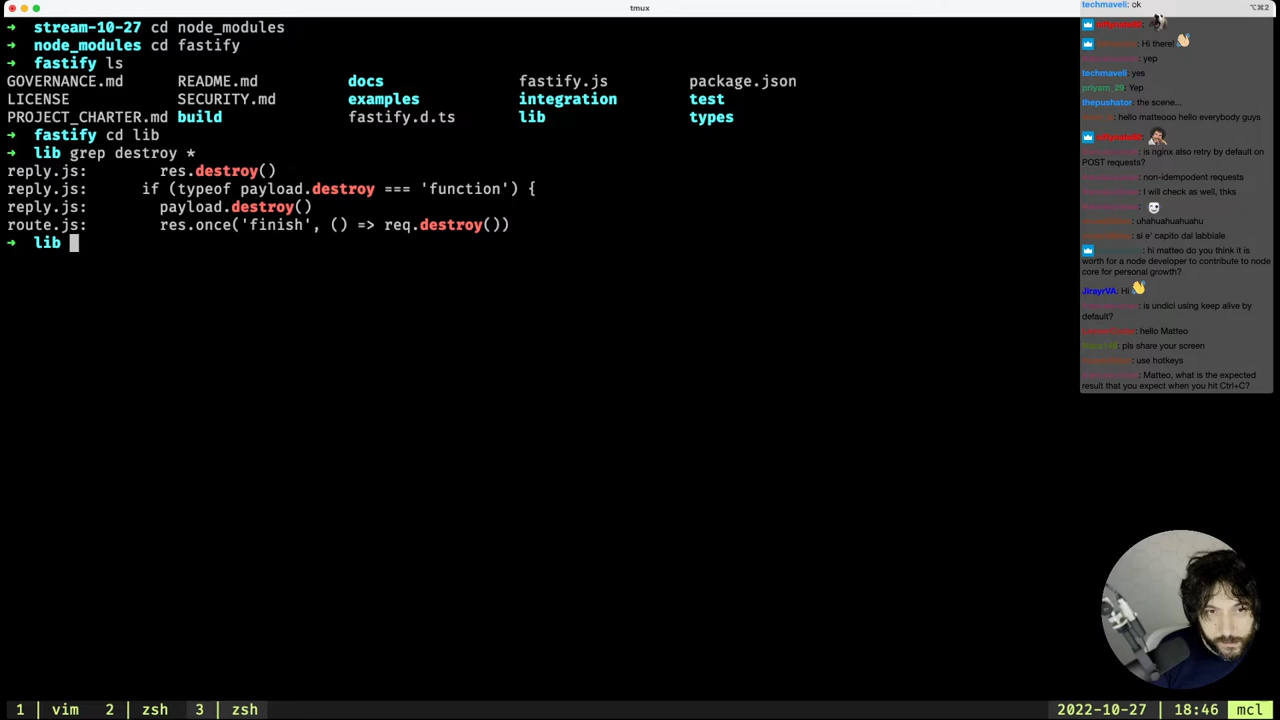 tmux
⌥⌘2
➜ stream-10-27 cd node_modules
➜ node_modules cd fastify
➜ fastify ls
GOVERNANCE.md README.md docs fastify.js package.json
LICENSE SECURITY.md examples integration test
PROJECT_CHARTER.md build fastify.d.ts lib types
➜ fastify cd lib
➜ lib grep destroy *
reply.js: res.destroy()
reply.js: if (typeof payload.destroy === 'function') {
reply.js: payload.destroy()
route.js: res.once('finish', () => req.destroy())
➜ lib
techmaveli: ok
: Hi there! 👋
: yep
techmaveli: yes
priyam_29: Yep
thepushator: the scene...
: hello matteooo hello everybody guys
: is nginx also retry by default on
POST requests?
: non-idempodent requests
: I will check as well, thks
: uhahuahuahuahu
: si e' capito dal labbiale
: hi matteo do you think it is
worth for a node developer to contribute to node
core for personal growth?
JirayrVA: Hi 👋
: is undici using keep alive by
default?
: hello Matteo
: pls share your screen
: use hotkeys
: Matteo, what is the expected
result that you expect when you hit Ctrl+C?
1 | vim 2 | zsh 3 | zsh 2022-10-27 | 18:46 mcl